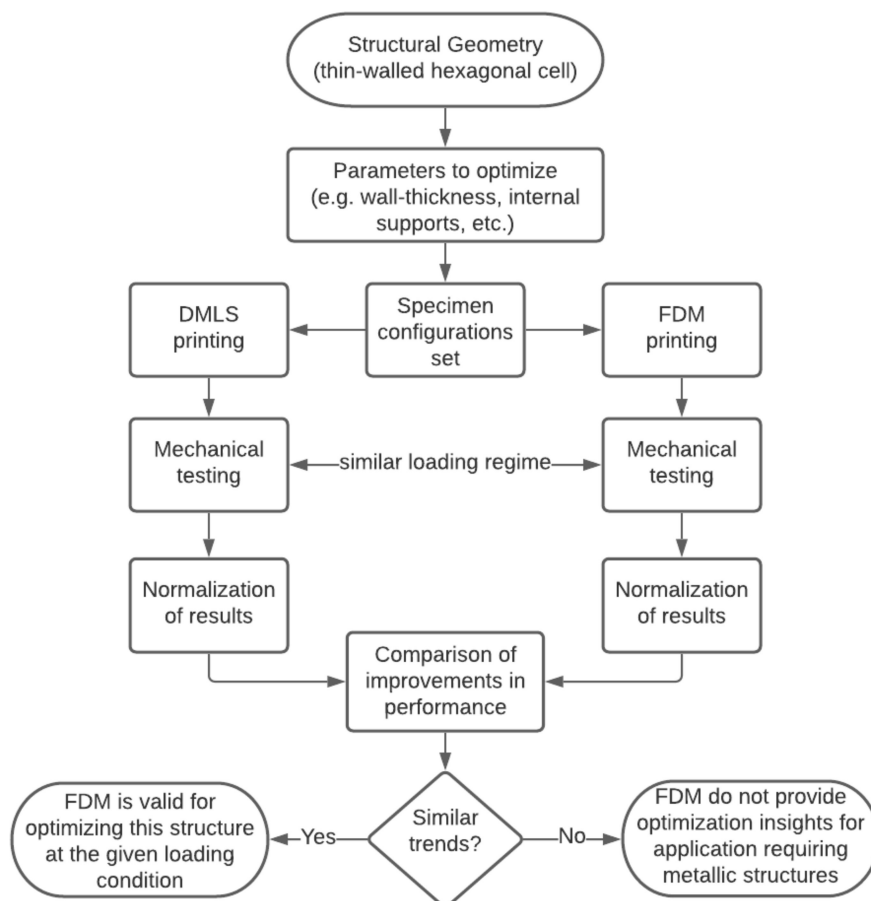 Structural Geometry
(thin-walled hexagonal cell)
Parameters to optimize
(e.g. wall-thickness, internal
supports, etc.)
DMLS
printing
Specimen
configurations
set
FDM
printing
Mechanical
testing
similar loading regime
Mechanical
testing
Normalization
of results
Normalization
of results
Comparison of
improvements in
performance
Similar
trends?
Yes
No
FDM is valid for
optimizing this structure
at the given loading
condition
FDM do not provide
optimization insights for
application requiring
metallic structures